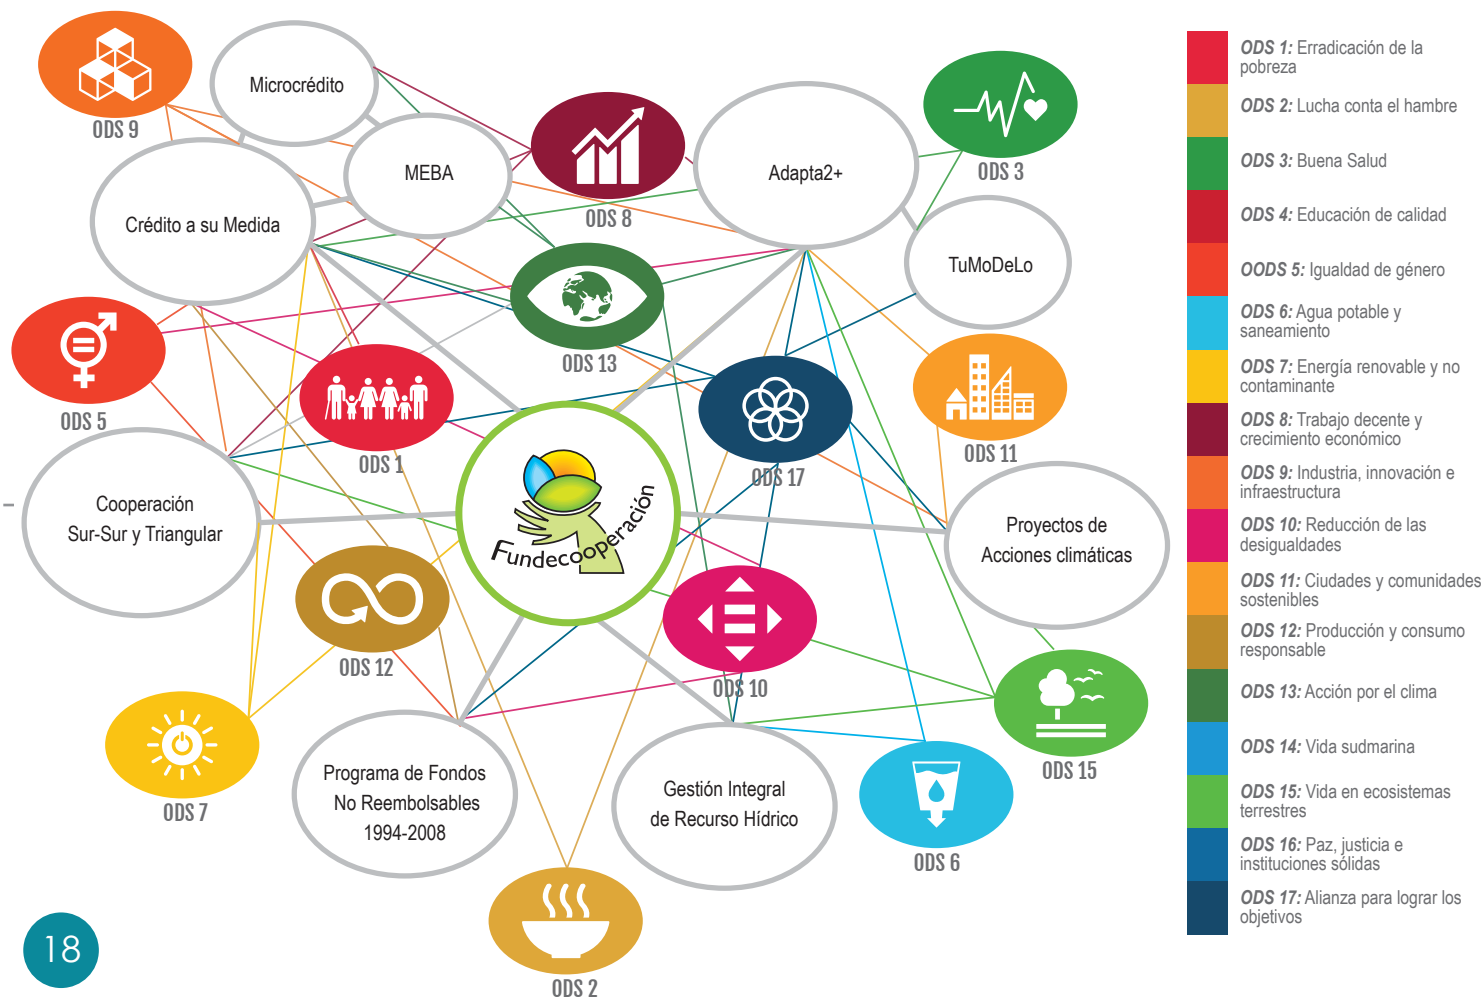 ODS 9
Microcrédito
MEBA
Crédito a su Medida
ODS 8
Adapta2+
ODS 3
TuMoDeLo
ODS 13
ODS 5
ODS 1
ODS 17
ODS 11
Cooperación
Sur-Sur y Triangular
Fundecooperación
Proyectos de
Acciones climáticas
ODS 12
ODS 10
ODS 7
Programa de Fondos
No Reembolsables
1994-2008
Gestión Integral
de Recurso Hídrico
ODS 15
ODS 6
ODS 2
18
ODS 1: Erradicación de la
pobreza
ODS 2: Lucha conta el hambre
ODS 3: Buena Salud
ODS 4: Educación de calidad
OODS 5: Igualdad de género
ODS 6: Agua potable y
saneamiento
ODS 7: Energía renovable y no
contaminante
ODS 8: Trabajo decente y
crecimiento económico
ODS 9: Industria, innovación e
infraestructura
ODS 10: Reducción de las
desigualdades
ODS 11: Ciudades y comunidades
sostenibles
ODS 12: Producción y consumo
responsable
ODS 13: Acción por el clima
ODS 14: Vida sudmarina
ODS 15: Vida en ecosistemas
terrestres
ODS 16: Paz, justicia e
instituciones sólidas
ODS 17: Alianza para lograr los
objetivos